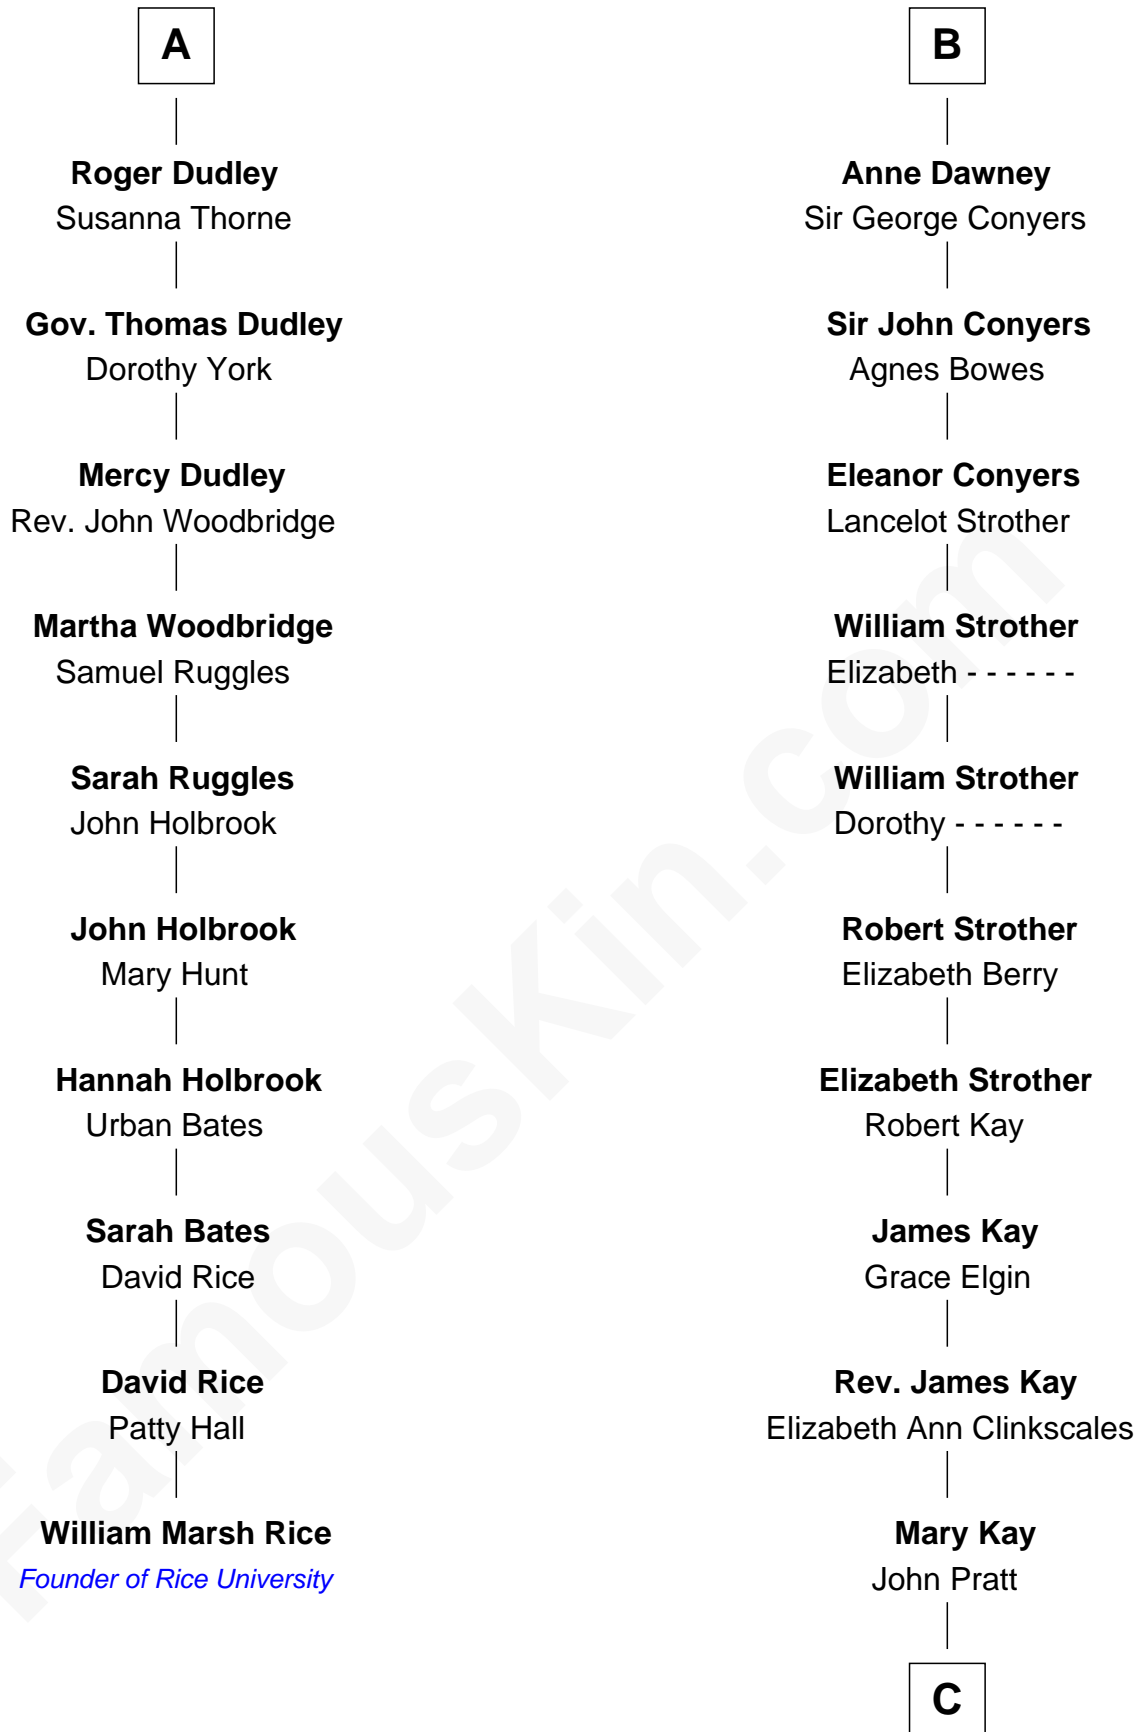 A
Roger Dudley
Susanna Thorne
Gov. Thomas Dudley
Dorothy York
Mercy Dudley
Rev. John Woodbridge
Martha Woodbridge
Samuel Ruggles
Sarah Ruggles
John Holbrook
John Holbrook
Mary Hunt
Hannah Holbrook
Urban Bates
Sarah Bates
David Rice
David Rice
Patty Hall
William Marsh Rice
Founder of Rice University
B
Anne Dawney
Sir George Conyers
Sir John Conyers
Agnes Bowes
Eleanor Conyers
Lancelot Strother
William Strother
Elizabeth - - - - - -
William Strother
Dorothy - - - - - -
Robert Strother
Elizabeth Berry
Elizabeth Strother
Robert Kay
James Kay
Grace Elgin
Rev. James Kay
Elizabeth Ann Clinkscales
Mary Kay
John Pratt
C
FamousKin.com